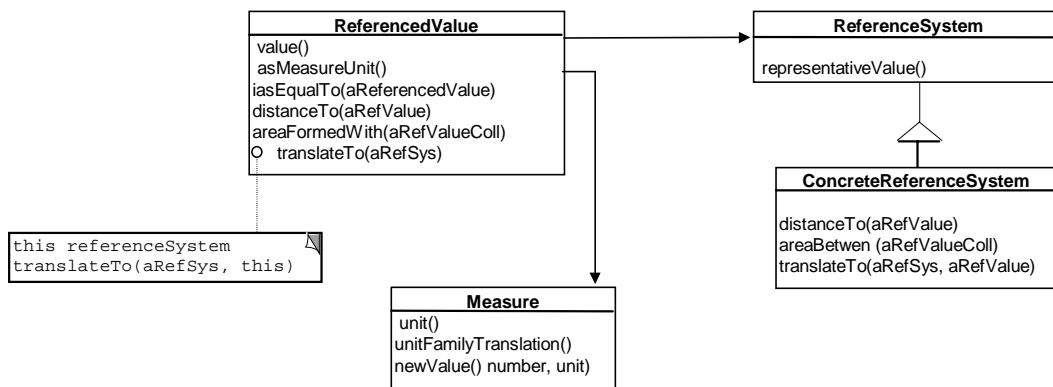 ReferencedValue
value()
asMeasureUnit()
iasEqualTo(aReferencedValue)
distanceTo(aRefValue)
areaFormedWith(aRefValueColl)
translateTo(aRefSys)
ReferenceSystem
representativeValue()
ConcreteReferenceSystem
distanceTo(aRefValue)
areaBetwen (aRefValueColl)
translateTo(aRefSys, aRefValue)
this referenceSystem
translateTo(aRefSys, this)
Measure
unit()
unitFamilyTranslation()
newValue() number, unit)